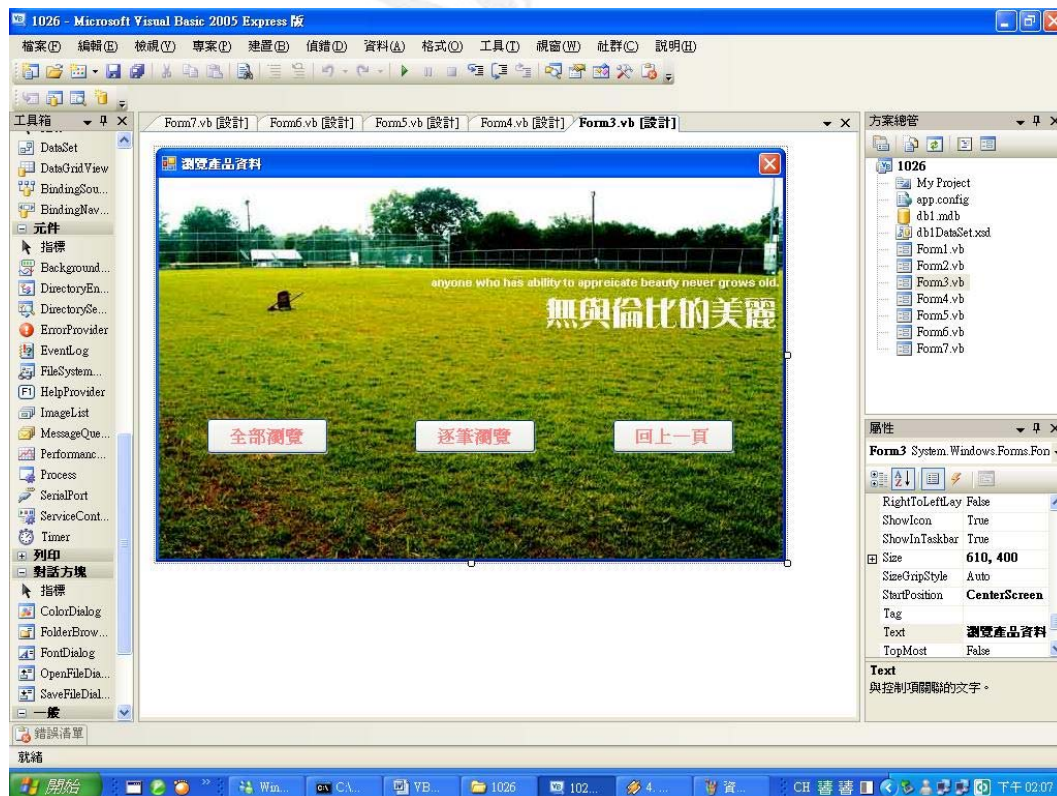 1026 - Microsoft Visual Basic 2005 Express 版
檔案(F) 編輯(E) 檢視(V) 專案(P) 建置(B) 偵錯(D) 資料(A) 格式(O) 工具(T) 視窗(W) 社群(C) 說明(H)
工具箱
DataSet
DataGridView
BindingSou...
BindingNav...
元件
指標
Background...
DirectoryEn...
DirectorySe...
ErrorProvider
EventLog
FileSystem...
HelpProvider
ImageList
MessageQue...
Performanc...
Process
SerialPort
ServiceCont...
Timer
列印
對話方塊
指標
ColorDialog
FolderBrow...
FontDialog
OpenFileDia...
SaveFileDial...
一般
Form7.vb [設計] Form6.vb [設計] Form5.vb [設計] Form4.vb [設計] Form3.vb [設計]
瀏覽產品資料
anyone who has ability to appreicate beauty never grows old.
無與倫比的美麗
全部瀏覽 逐筆瀏覽 回上一頁
方案總管
1026
My Project
app.config
db1.mdb
db1DataSet.xsd
Form1.vb
Form2.vb
Form3.vb
Form4.vb
Form5.vb
Form6.vb
Form7.vb
屬性
Form3 System.Windows.Forms.For
RightToLeftLay False
ShowIcon True
ShowInTaskbar True
Size 610, 400
SizeGripStyle Auto
StartPosition CenterScreen
Tag
Text 瀏覽產品資料
TopMost False
Text
與控制項關聯的文字。
錯誤清單
就緒
開始 Win... C:\... VB... 1026 102... 4. ... 資... CH 下午 02:07